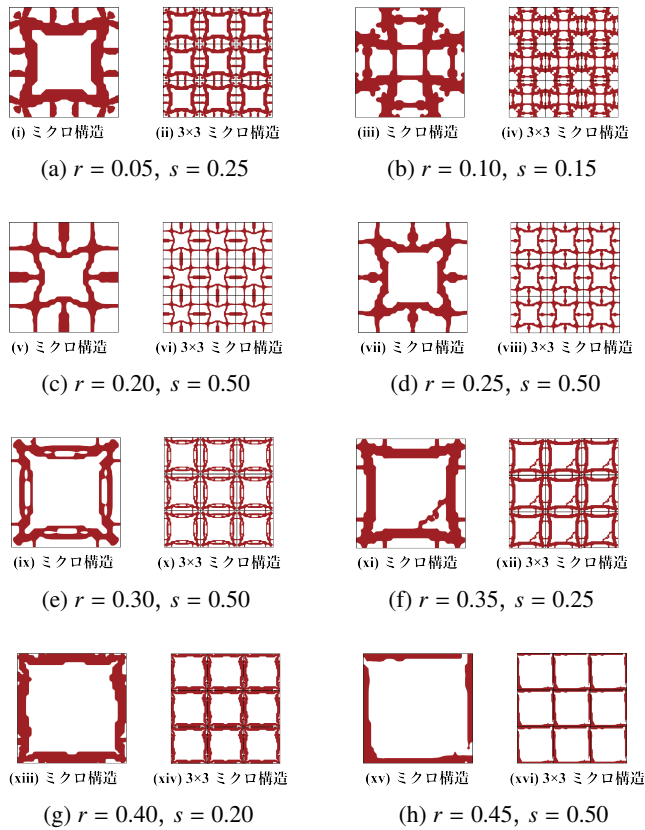 (i) ミクロ構造 (ii) 3×3 ミクロ構造 (iii) ミクロ構造 (iv) 3×3 ミクロ構造
(a) r = 0.05, s = 0.25 (b) r = 0.10, s = 0.15
(v) ミクロ構造 (vi) 3×3 ミクロ構造 (vii) ミクロ構造 (viii) 3×3 ミクロ構造
(c) r = 0.20, s = 0.50 (d) r = 0.25, s = 0.50
(ix) ミクロ構造 (x) 3×3 ミクロ構造 (xi) ミクロ構造 (xii) 3×3 ミクロ構造
(e) r = 0.30, s = 0.50 (f) r = 0.35, s = 0.25
(xiii) ミクロ構造 (xiv) 3×3 ミクロ構造 (xv) ミクロ構造 (xvi) 3×3 ミクロ構造
(g) r = 0.40, s = 0.20 (h) r = 0.45, s = 0.50